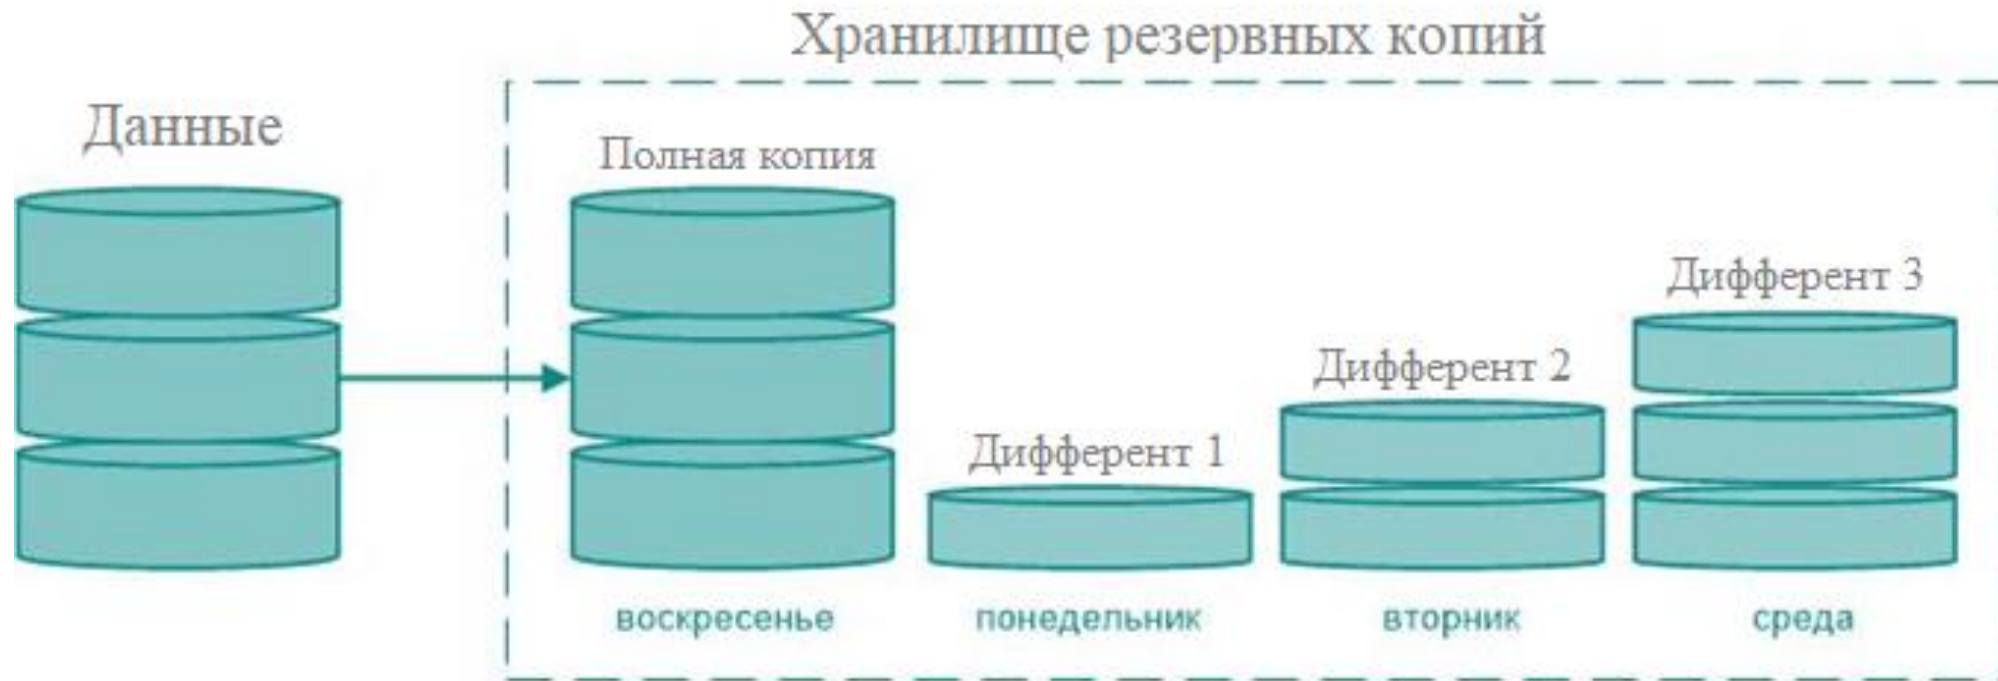 Хранилище резервных копий
Данные
Полная копия
Дифферент 3
Дифферент 2
Дифферент 1
воскресенье
понедельник
вторник
среда